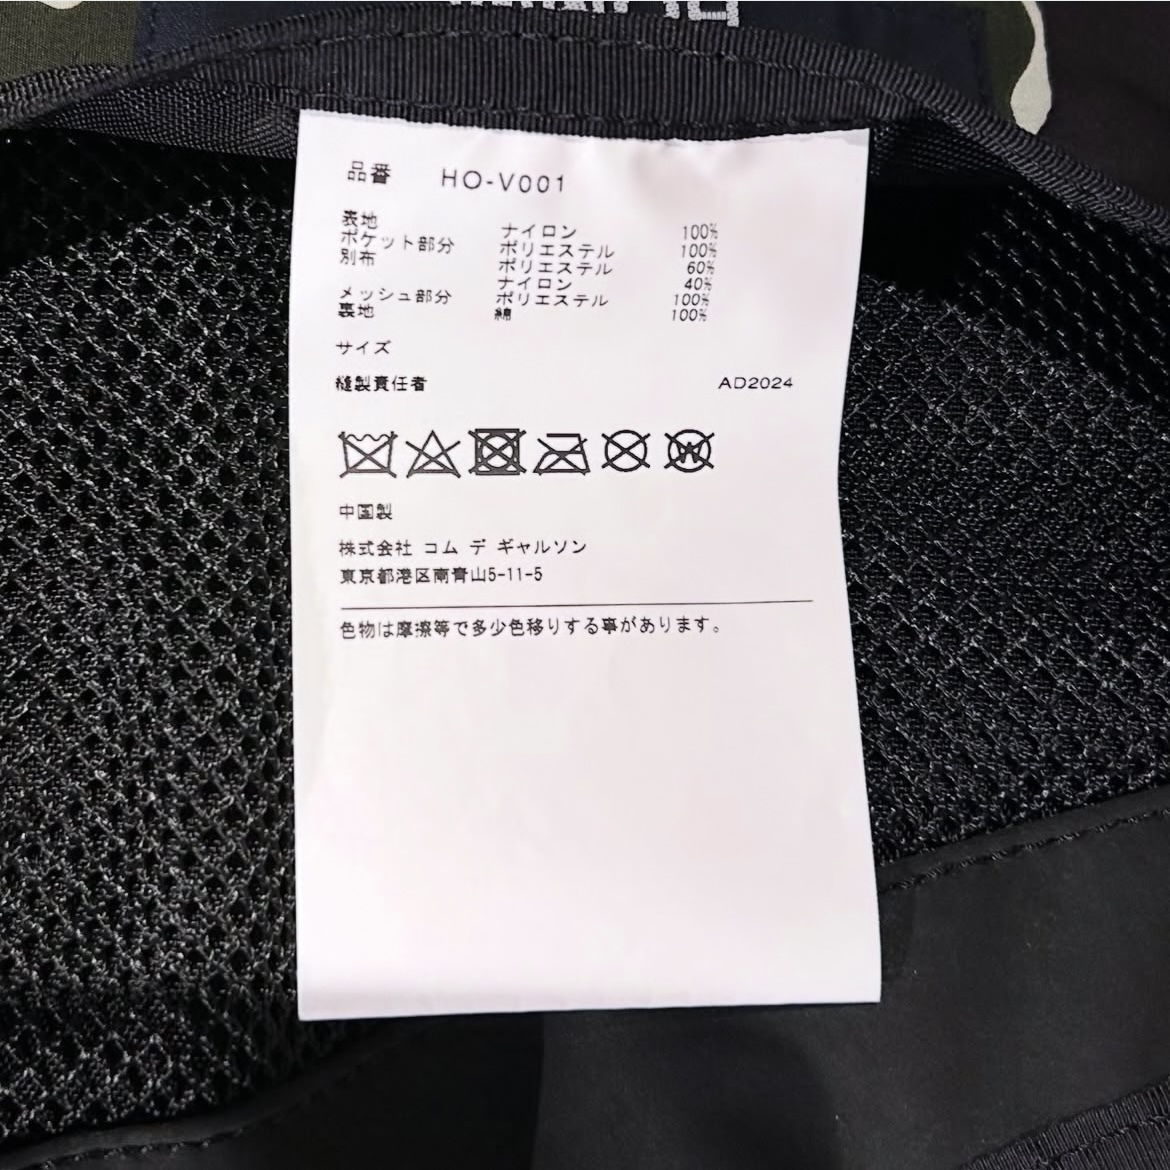 品番 HO-V001
表地 ナイロン 100%
ポケット部分 ポリエステル 100%
別布 ポリエステル 60%
ナイロン 40%
メッシュ部分 ポリエステル 100%
裏地 綿 100%
サイズ
縫製責任者 AD2024
中国製
株式会社 コム デ ギャルソン
東京都港区南青山5-11-5
色物は摩擦等で多少色移りする事があります。